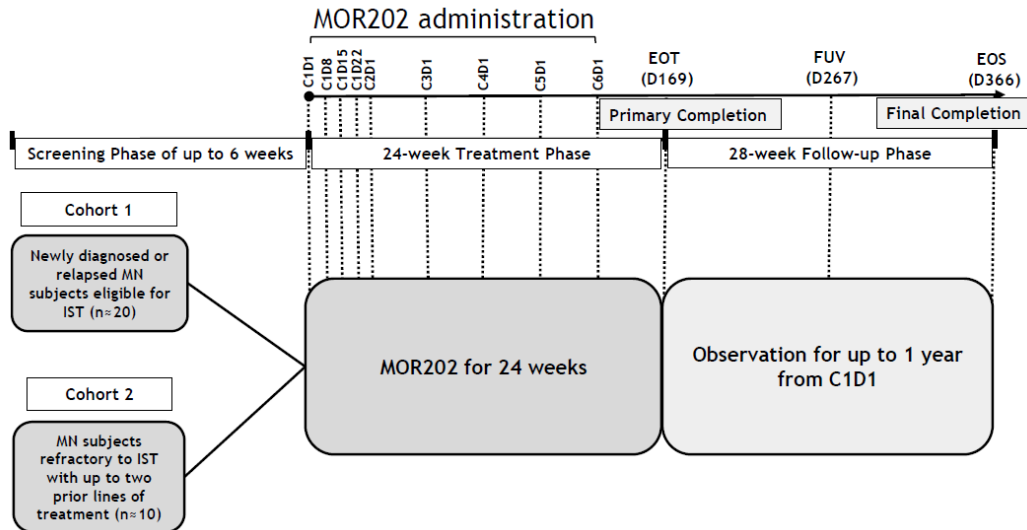 MOR202 administration
C1D1
C1D8
C1D15
C1D22
C2D1
C3D1
C4D1
C5D1
C6D1
EOT
(D169)
FUV
(D267)
EOS
(D366)
Primary Completion
Final Completion
Screening Phase of up to 6 weeks
24-week Treatment Phase
28-week Follow-up Phase
Cohort 1
Newly diagnosed or
relapsed MN
subjects eligible for
IST (n≈20)
Cohort 2
MN subjects
refractory to IST
with up to two
prior lines of
treatment (n≈10)
MOR202 for 24 weeks
Observation for up to 1 year
from C1D1